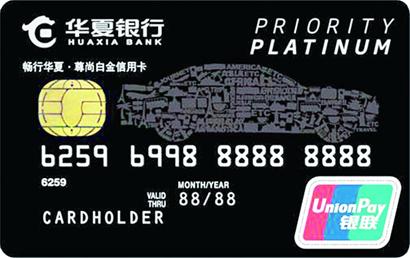 华夏银行
HUAXIA BANK
PRIORITY
PLATINUM
畅行华夏·尊尚白金信用卡
ETC
6259 6998 8888 8888
6259
MONTH/YEAR
VALID
THRU
88/88
CARDHOLDER
UnionPay
银联